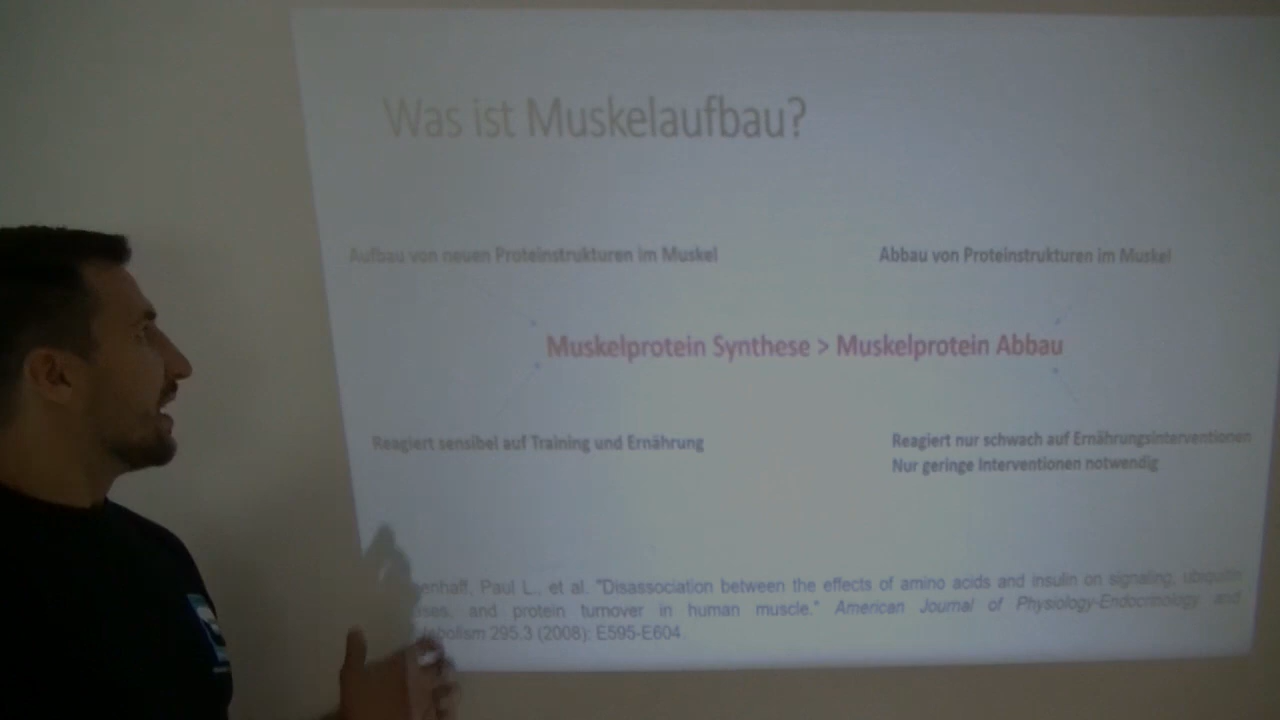 Was ist Muskelaufbau?
Aufbau von neuen Proteinstrukturen im Muskel
Abbau von Proteinstrukturen im Muskel
Muskelprotein Synthese > Muskelprotein Abbau
Reagiert sensibel auf Training und Ernährung
Reagiert nur schwach auf Ernährungsinterventionen
Nur geringe Interventionen notwendig
Paul L., et al. "Disassociation between the effects of amino acids and insulin on signaling, ubiquitin
and protein turnover in human muscle." American Journal of Physiology-Endocrinology and
295.3 (2008): E595-E604.